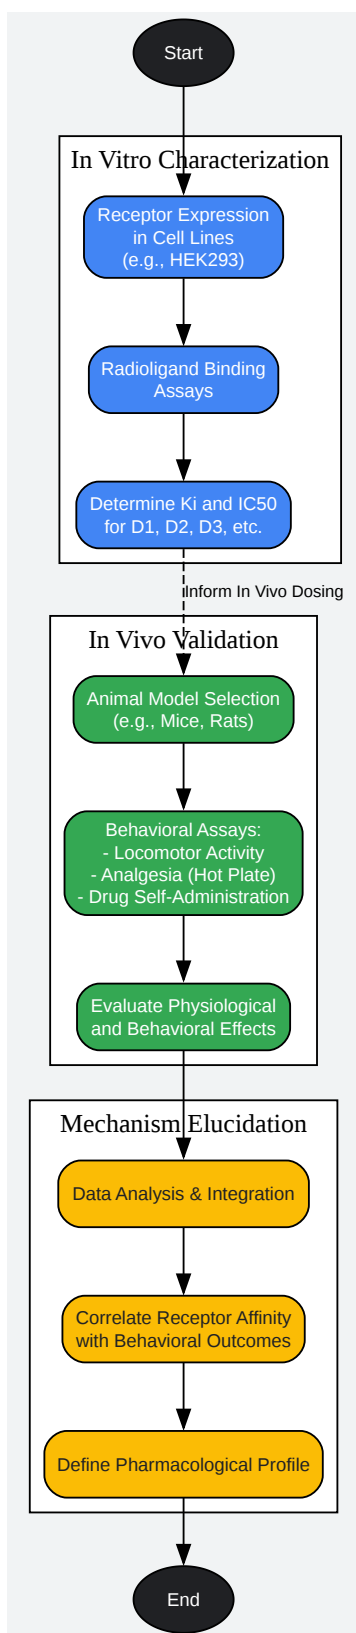 Start
In Vitro Characterization
Receptor Expression
in Cell Lines
(e.g., HEK293)
Radioligand Binding
Assays
Determine Ki and IC50
for D1, D2, D3, etc.
Inform In Vivo Dosing
In Vivo Validation
Animal Model Selection
(e.g., Mice, Rats)
Behavioral Assays:
- Locomotor Activity
- Analgesia (Hot Plate)
- Drug Self-Administration
Evaluate Physiological
and Behavioral Effects
Mechanism Elucidation
Data Analysis & Integration
Correlate Receptor Affinity
with Behavioral Outcomes
Define Pharmacological Profile
End